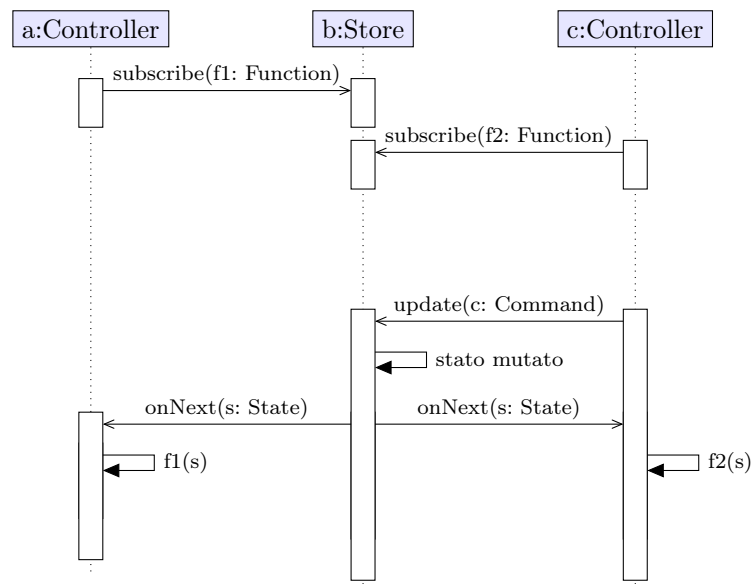 a:Controller
b:Store
c:Controller
subscribe(f1: Function)
subscribe(f2: Function)
update(c: Command)
stato mutato
onNext(s: State)
onNext(s: State)
f1(s)
f2(s)